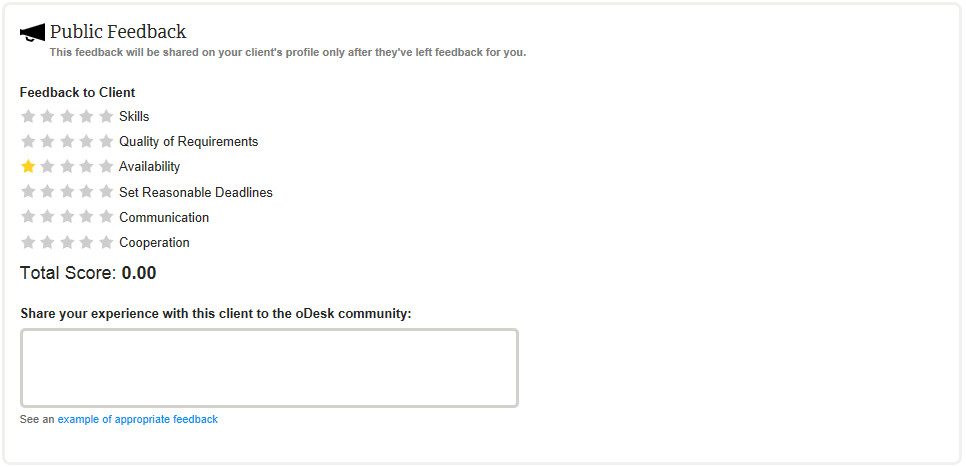 Public Feedback
This feedback will be shared on your client's profile only after they've left feedback for you.
Feedback to Client
Skills
Quality of Requirements
Availability
Set Reasonable Deadlines
Communication
Cooperation
Total Score: 0.00
Share your experience with this client to the oDesk community:
See an example of appropriate feedback